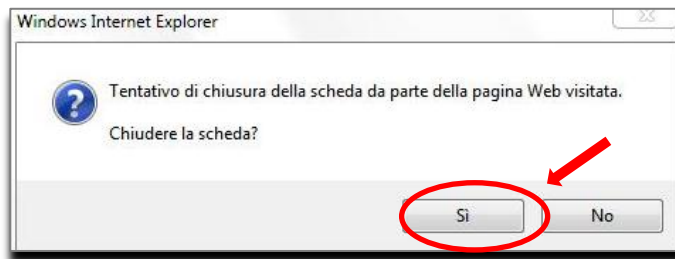 Windows Internet Explorer
Tentativo di chiusura della scheda da parte della pagina Web visitata.
Chiudere la scheda?
Sì
No